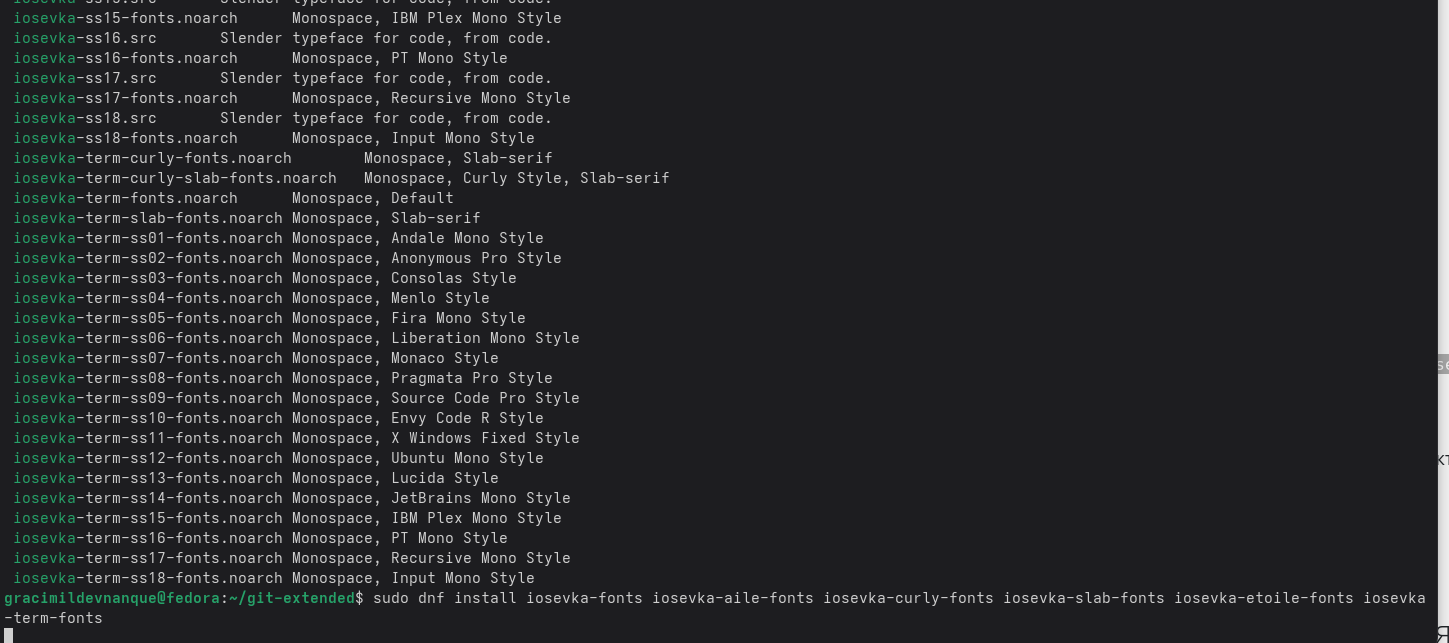 iosevka-ss15.src       Slender typeface for code, from code.
iosevka-ss15-fonts.noarch      Monospace, IBM Plex Mono Style
iosevka-ss16.src       Slender typeface for code, from code.
iosevka-ss16-fonts.noarch      Monospace, PT Mono Style
iosevka-ss17.src       Slender typeface for code, from code.
iosevka-ss17-fonts.noarch      Monospace, Recursive Mono Style
iosevka-ss18.src       Slender typeface for code, from code.
iosevka-ss18-fonts.noarch      Monospace, Input Mono Style
iosevka-term-curly-fonts.noarch        Monospace, Slab-serif
iosevka-term-curly-slab-fonts.noarch   Monospace, Curly Style, Slab-serif
iosevka-term-fonts.noarch      Monospace, Default
iosevka-term-slab-fonts.noarch Monospace, Slab-serif
iosevka-term-ss01-fonts.noarch Monospace, Andale Mono Style
iosevka-term-ss02-fonts.noarch Monospace, Anonymous Pro Style
iosevka-term-ss03-fonts.noarch Monospace, Consolas Style
iosevka-term-ss04-fonts.noarch Monospace, Menlo Style
iosevka-term-ss05-fonts.noarch Monospace, Fira Mono Style
iosevka-term-ss06-fonts.noarch Monospace, Liberation Mono Style
iosevka-term-ss07-fonts.noarch Monospace, Monaco Style
iosevka-term-ss08-fonts.noarch Monospace, Pragmata Pro Style
iosevka-term-ss09-fonts.noarch Monospace, Source Code Pro Style
iosevka-term-ss10-fonts.noarch Monospace, Envy Code R Style
iosevka-term-ss11-fonts.noarch Monospace, X Windows Fixed Style
iosevka-term-ss12-fonts.noarch Monospace, Ubuntu Mono Style
iosevka-term-ss13-fonts.noarch Monospace, Lucida Style
iosevka-term-ss14-fonts.noarch Monospace, JetBrains Mono Style
iosevka-term-ss15-fonts.noarch Monospace, IBM Plex Mono Style
iosevka-term-ss16-fonts.noarch Monospace, PT Mono Style
iosevka-term-ss17-fonts.noarch Monospace, Recursive Mono Style
iosevka-term-ss18-fonts.noarch Monospace, Input Mono Style
gracimildevnanque@fedora:~/git-extended$ sudo dnf install iosevka-fonts iosevka-aile-fonts iosevka-curly-fonts iosevka-slab-fonts iosevka-etoile-fonts iosevka
-term-fonts